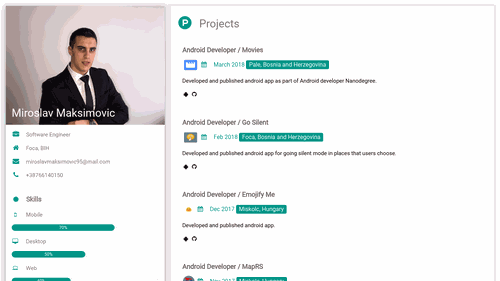 Miroslav Maksimovic
Software Engineer
Foca, BIH
miroslavmaksimovic95@mail.com
+38766140150
Skills
Mobile
70%
Desktop
50%
Web
P Projects
Android Developer / Movies
March 2018 Pale, Bosnia and Herzegovina
Developed and published android app as part of Android developer Nanodegree.
Android Developer / Go Silent
Feb 2018 Foca, Bosnia and Herzegovina
Developed and published android app for going silent mode in places that users choose.
Android Developer / Emojify Me
Dec 2017 Miskolc, Hungary
Developed and published android app.
Android Developer / MapRS
Nov 2017